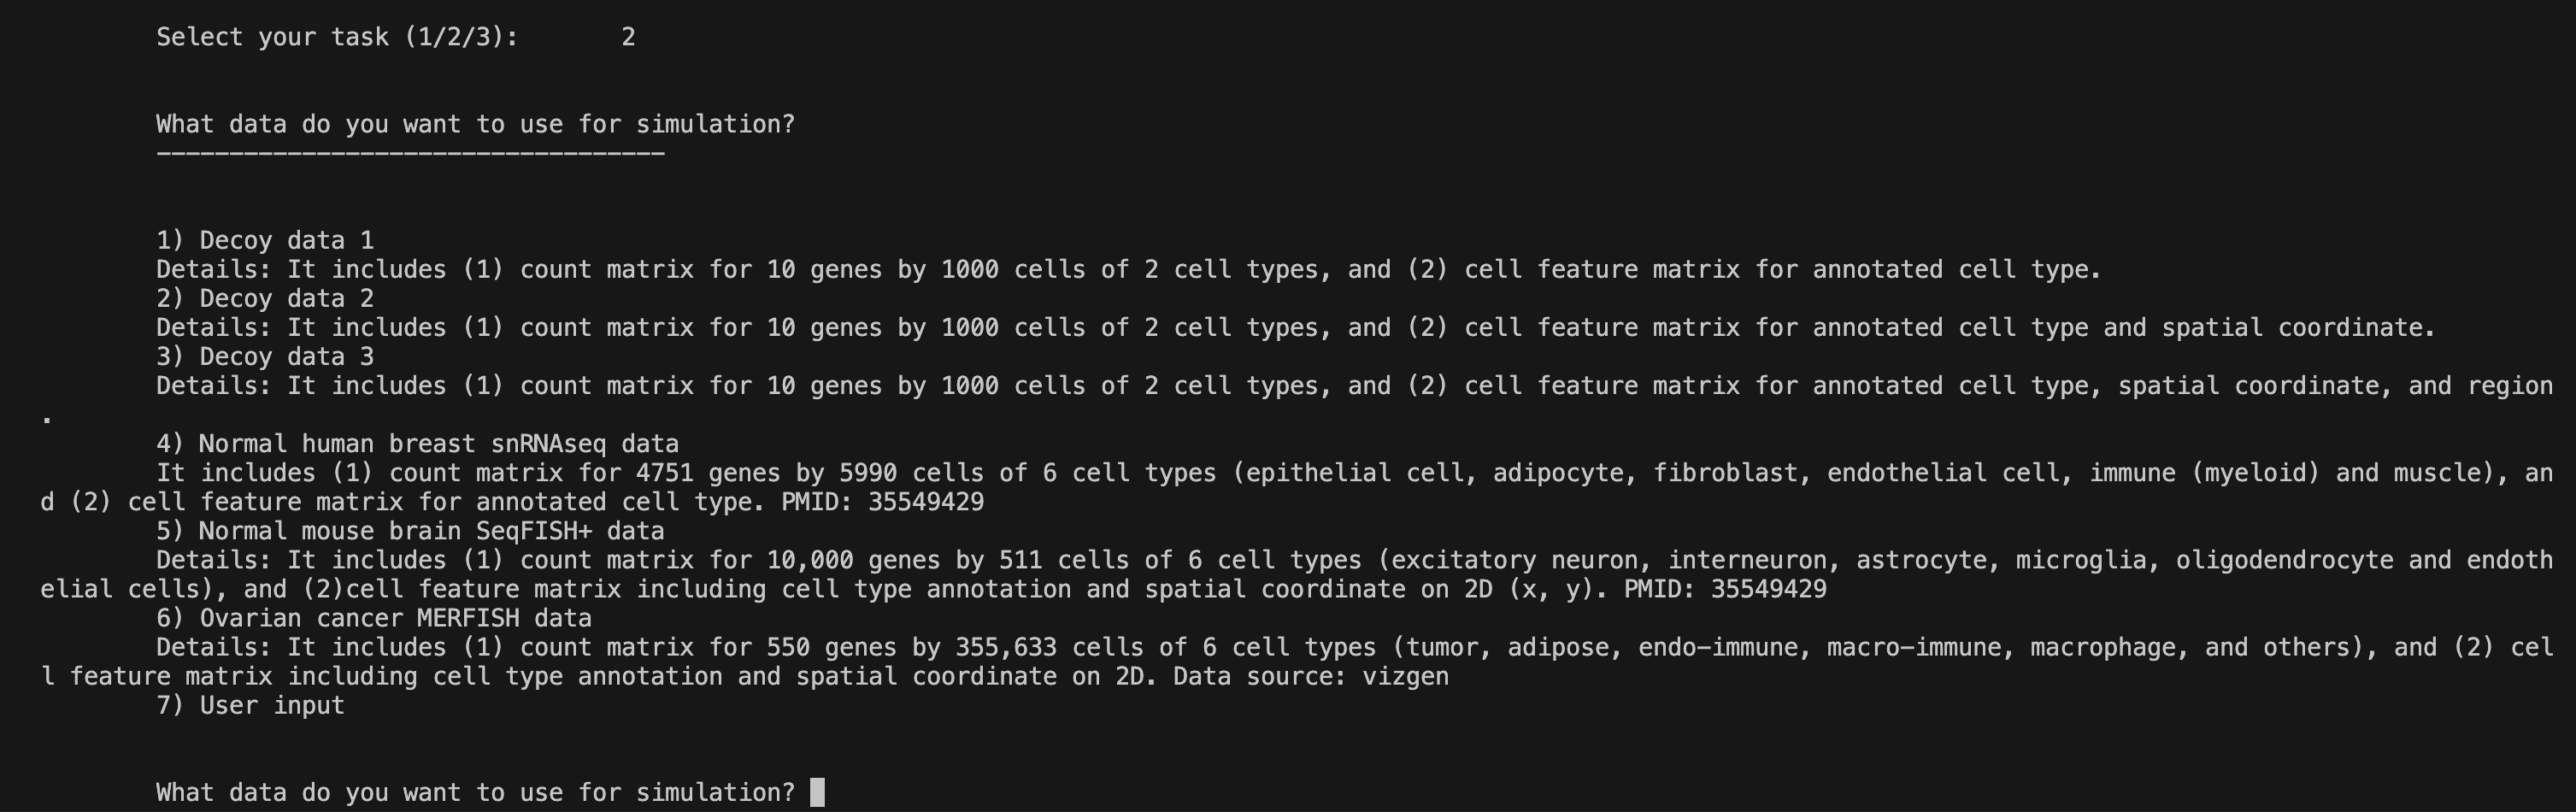 Select your task (1/2/3):       2
What data do you want to use for simulation?
-----------------------------------
1) Decoy data 1
Details: It includes (1) count matrix for 10 genes by 1000 cells of 2 cell types, and (2) cell feature matrix for annotated cell type.
2) Decoy data 2
Details: It includes (1) count matrix for 10 genes by 1000 cells of 2 cell types, and (2) cell feature matrix for annotated cell type and spatial coordinate.
3) Decoy data 3
Details: It includes (1) count matrix for 10 genes by 1000 cells of 2 cell types, and (2) cell feature matrix for annotated cell type, spatial coordinate, and region
.
4) Normal human breast snRNAseq data
It includes (1) count matrix for 4751 genes by 5990 cells of 6 cell types (epithelial cell, adipocyte, fibroblast, endothelial cell, immune (myeloid) and muscle), an
d (2) cell feature matrix for annotated cell type. PMID: 35549429
5) Normal mouse brain SeqFISH+ data
Details: It includes (1) count matrix for 10,000 genes by 511 cells of 6 cell types (excitatory neuron, interneuron, astrocyte, microglia, oligodendrocyte and endoth
elial cells), and (2)cell feature matrix including cell type annotation and spatial coordinate on 2D (x, y). PMID: 35549429
6) Ovarian cancer MERFISH data
Details: It includes (1) count matrix for 550 genes by 355,633 cells of 6 cell types (tumor, adipose, endo-immune, macro-immune, macrophage, and others), and (2) cel
l feature matrix including cell type annotation and spatial coordinate on 2D. Data source: vizgen
7) User input
What data do you want to use for simulation?